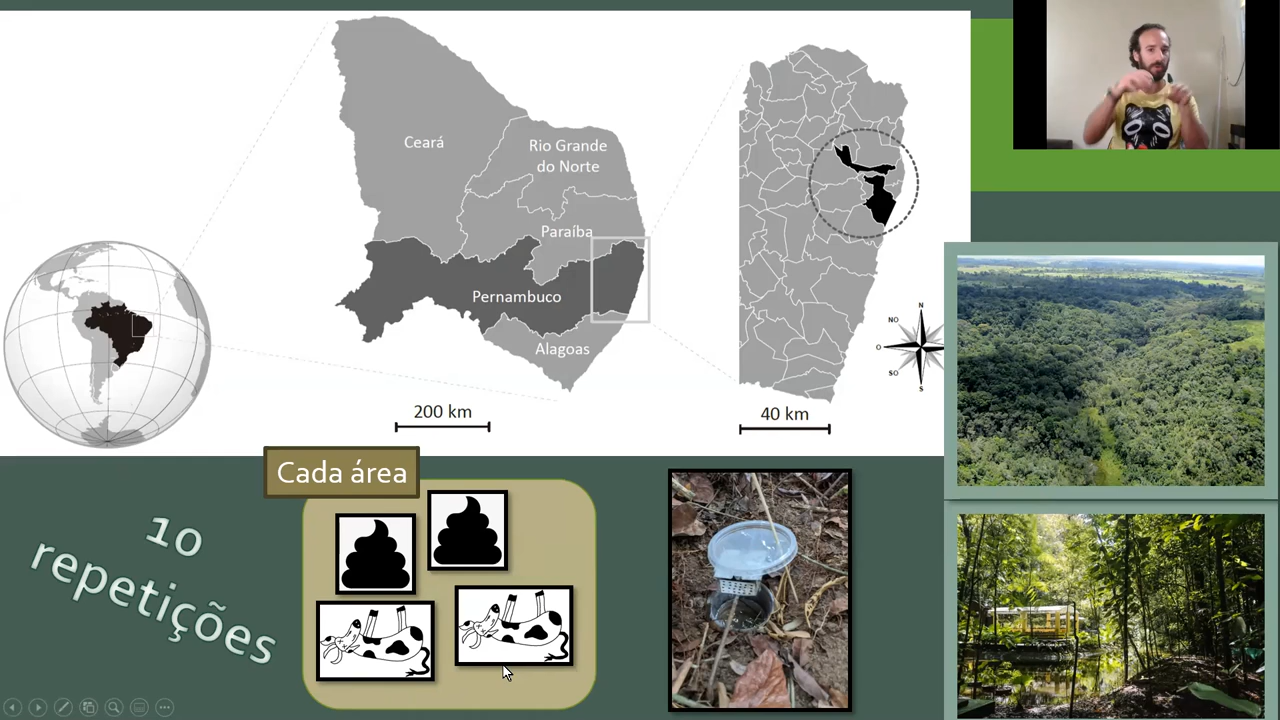 Ceará
Rio Grande
do Norte
Paraíba
Pernambuco
Alagoas
200 km
40 km
N
NO
O
SO
S
Cada área
10
repetições